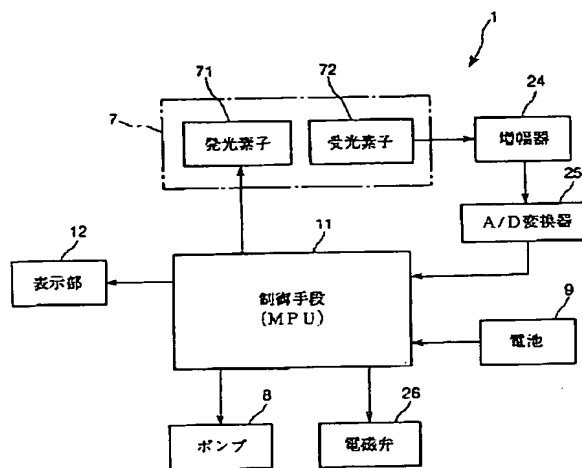 1
71
72
24
7
発光素子
受光素子
増幅器
25
A/D変換器
12
11
表示部
制御手段
(MPU)
9
電池
8
26
ポンプ
電磁弁